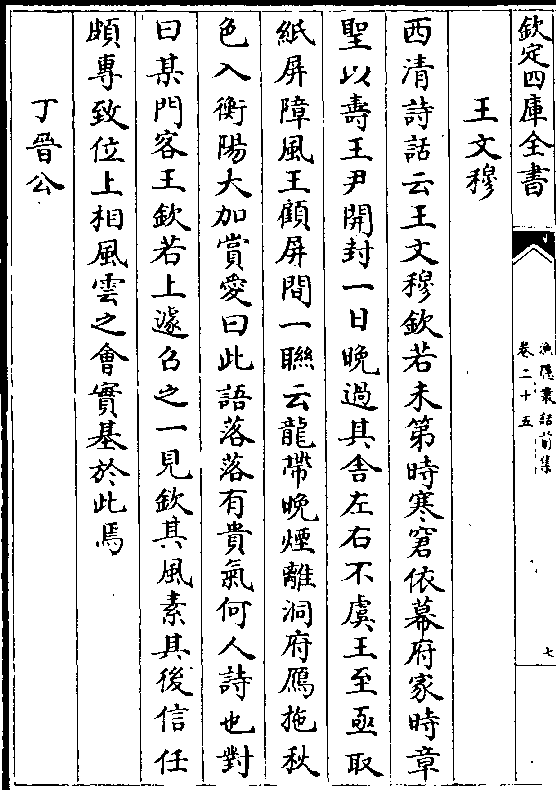 欽定四庫全書
漁隱叢話前集
卷二十五
七
王文穆
西清詩話云王文穆欽若未第時寒窘依幕府家時章
聖以壽王尹開封一日晚過其舍左右不虞王至亟取
紙屏障風王顧屏間一聯云龍帶晚煙離洞府鴈拖秋
色入衡陽大加賞愛曰此語落落有貴氣何人詩也對
曰某門客王欽若上遽召之一見欽其風素其後信任
頗專致位上相風雲之會實基於此焉
丁晉公